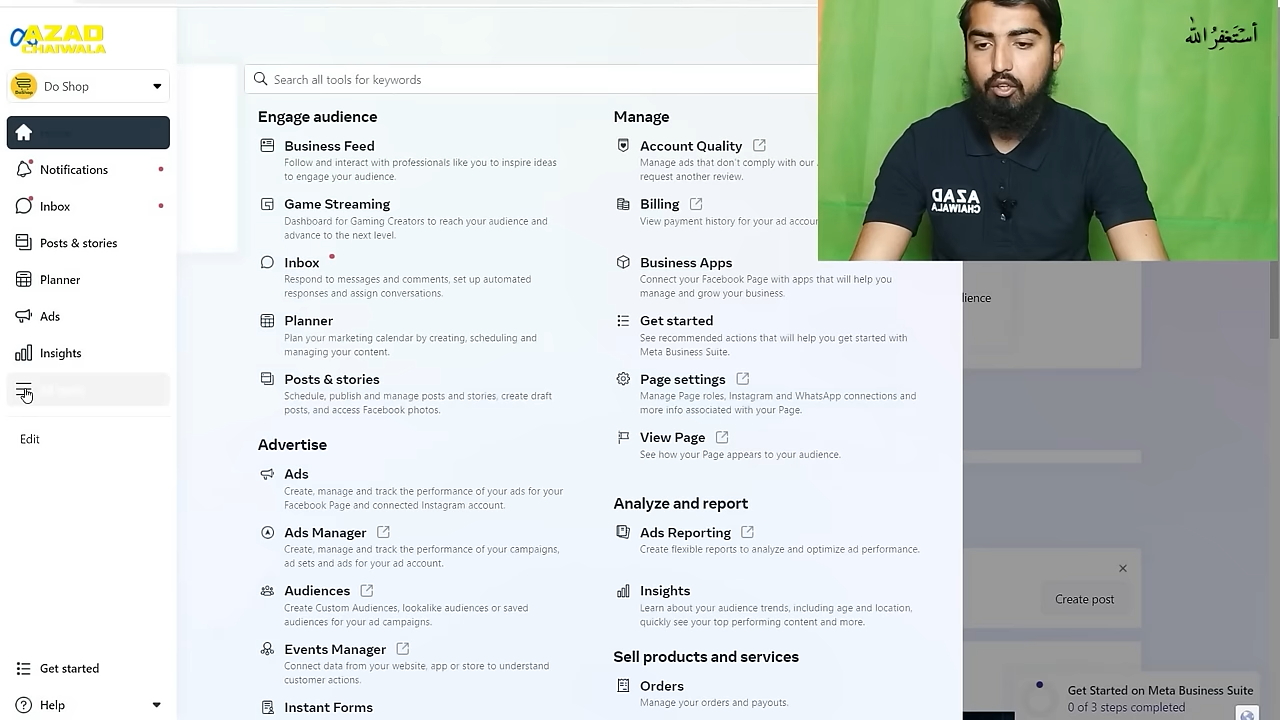 AZAD
CHAIWALA
Do Shop
Notifications
Inbox
Posts & stories
Planner
Ads
Insights
Edit
Get started
Help
Search all tools for keywords
Engage audience
Business Feed
Follow and interact with professionals like you to inspire ideas
to engage your audience.
Game Streaming
Dashboard for Gaming Creators to reach your audience and
advance to the next level.
Inbox
Respond to messages and comments, set up automated
responses and assign conversations.
Planner
Plan your marketing calendar by creating, scheduling and
managing your content.
Posts & stories
Schedule, publish and manage posts and stories, create draft
posts, and access Facebook photos.
Advertise
Ads
Create, manage and track the performance of your ads for your
Facebook Page and connected Instagram account.
Ads Manager
Create, manage and track the performance of your campaigns,
ad sets and ads for your ad account.
Audiences
Create Custom Audiences, lookalike audiences or saved
audiences for your ad campaigns.
Events Manager
Connect data from your website, app or store to understand
customer actions.
Instant Forms
Manage
Account Quality
Manage ads that don't comply with our
request another review.
Billing
View payment history for your ad accoun
Business Apps
Connect your Facebook Page with apps that will help you
manage and grow your business.
Get started
See recommended actions that will help you get started with
Meta Business Suite.
Page settings
Manage Page roles, Instagram and WhatsApp connections and
more info associated with your Page.
View Page
See how your Page appears to your audience.
Analyze and report
Ads Reporting
Create flexible reports to analyze and optimize ad performance.
Insights
Learn about your audience trends, including age and location,
quickly see your top performing content and more.
Sell products and services
Orders
Manage your orders and payouts.
أستغفر الله
AZAD
CHAIWALA
dience
Create post
Get Started on Meta Business Suite
0 of 3 steps completed